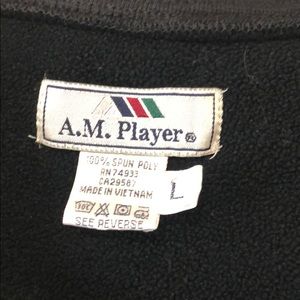 A.M. Player®
100% SPUN POLY
RN74933
CA29587
MADE IN VIETNAM
L
SEE REVERSE